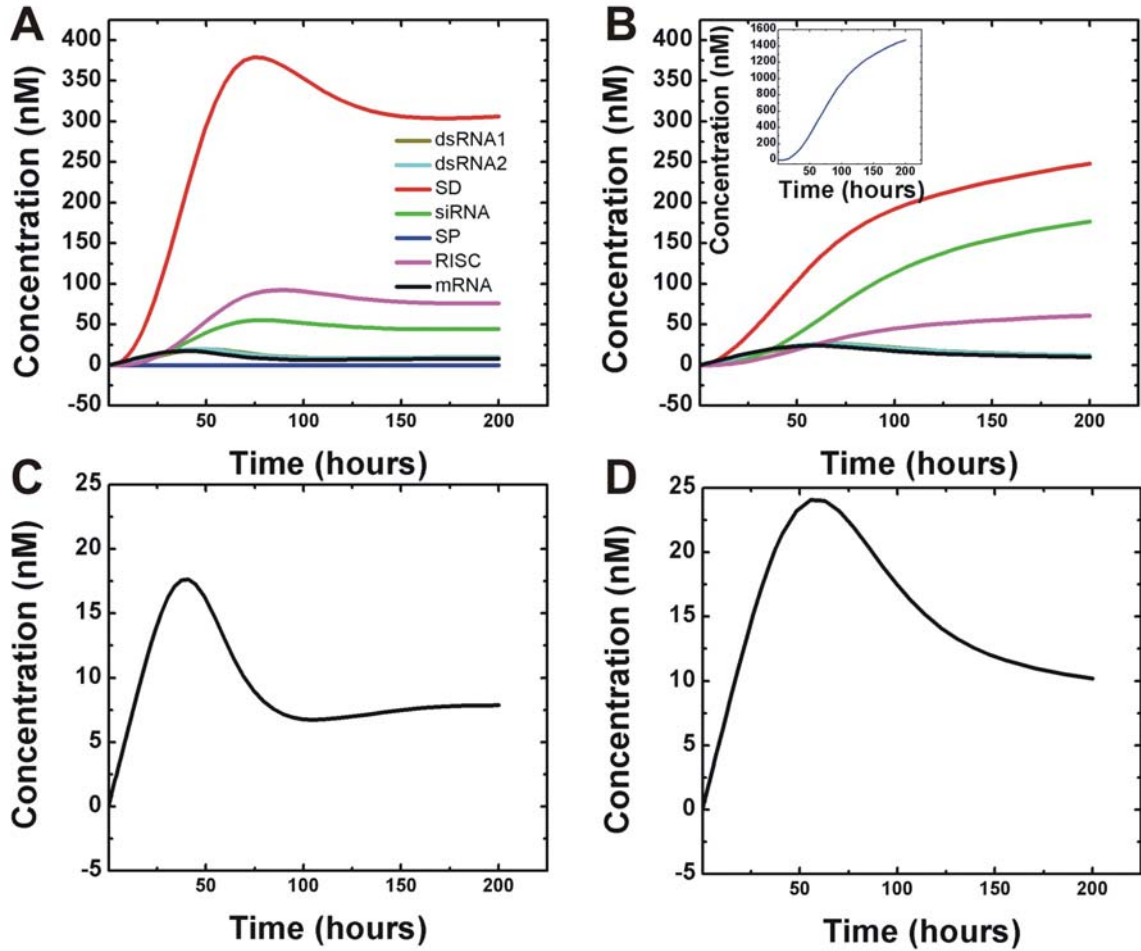 A
Concentration (nM)
400
350
300
250
200
150
100
50
0
-50
dsRNA1
dsRNA2
SD
siRNA
SP
RISC
mRNA
50 100 150 200
Time (hours)
B
Concentration (nM)
400
350
300
250
200
150
100
50
0
-50
Concentration (nM)
1600
1400
1200
1000
800
600
400
200
0
50 100 150 200
Time (hours)
50 100 150 200
Time (hours)
C
Concentration (nM)
25
20
15
10
5
0
-5
50 100 150 200
Time (hours)
D
Concentration (nM)
25
20
15
10
5
0
-5
50 100 150 200
Time (hours)